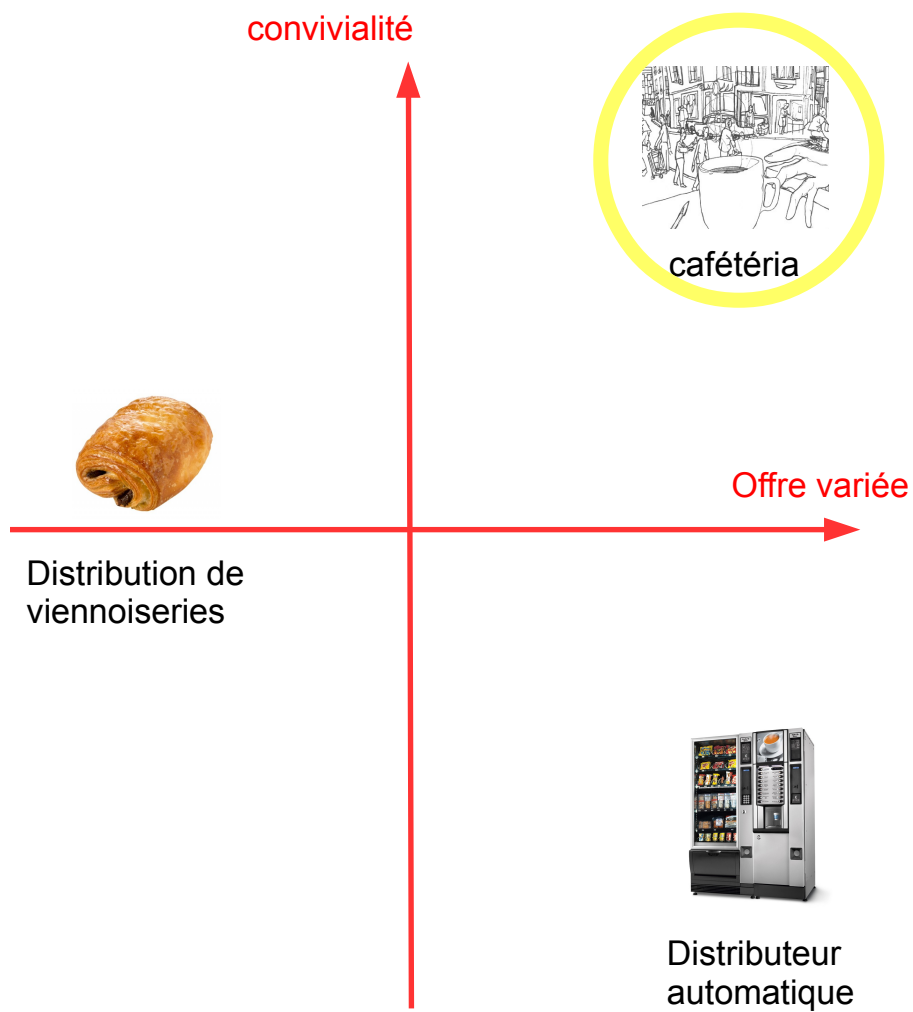 convivialité
cafétéria
Offre variée
Distribution de
viennoiseries
Distributeur
automatique